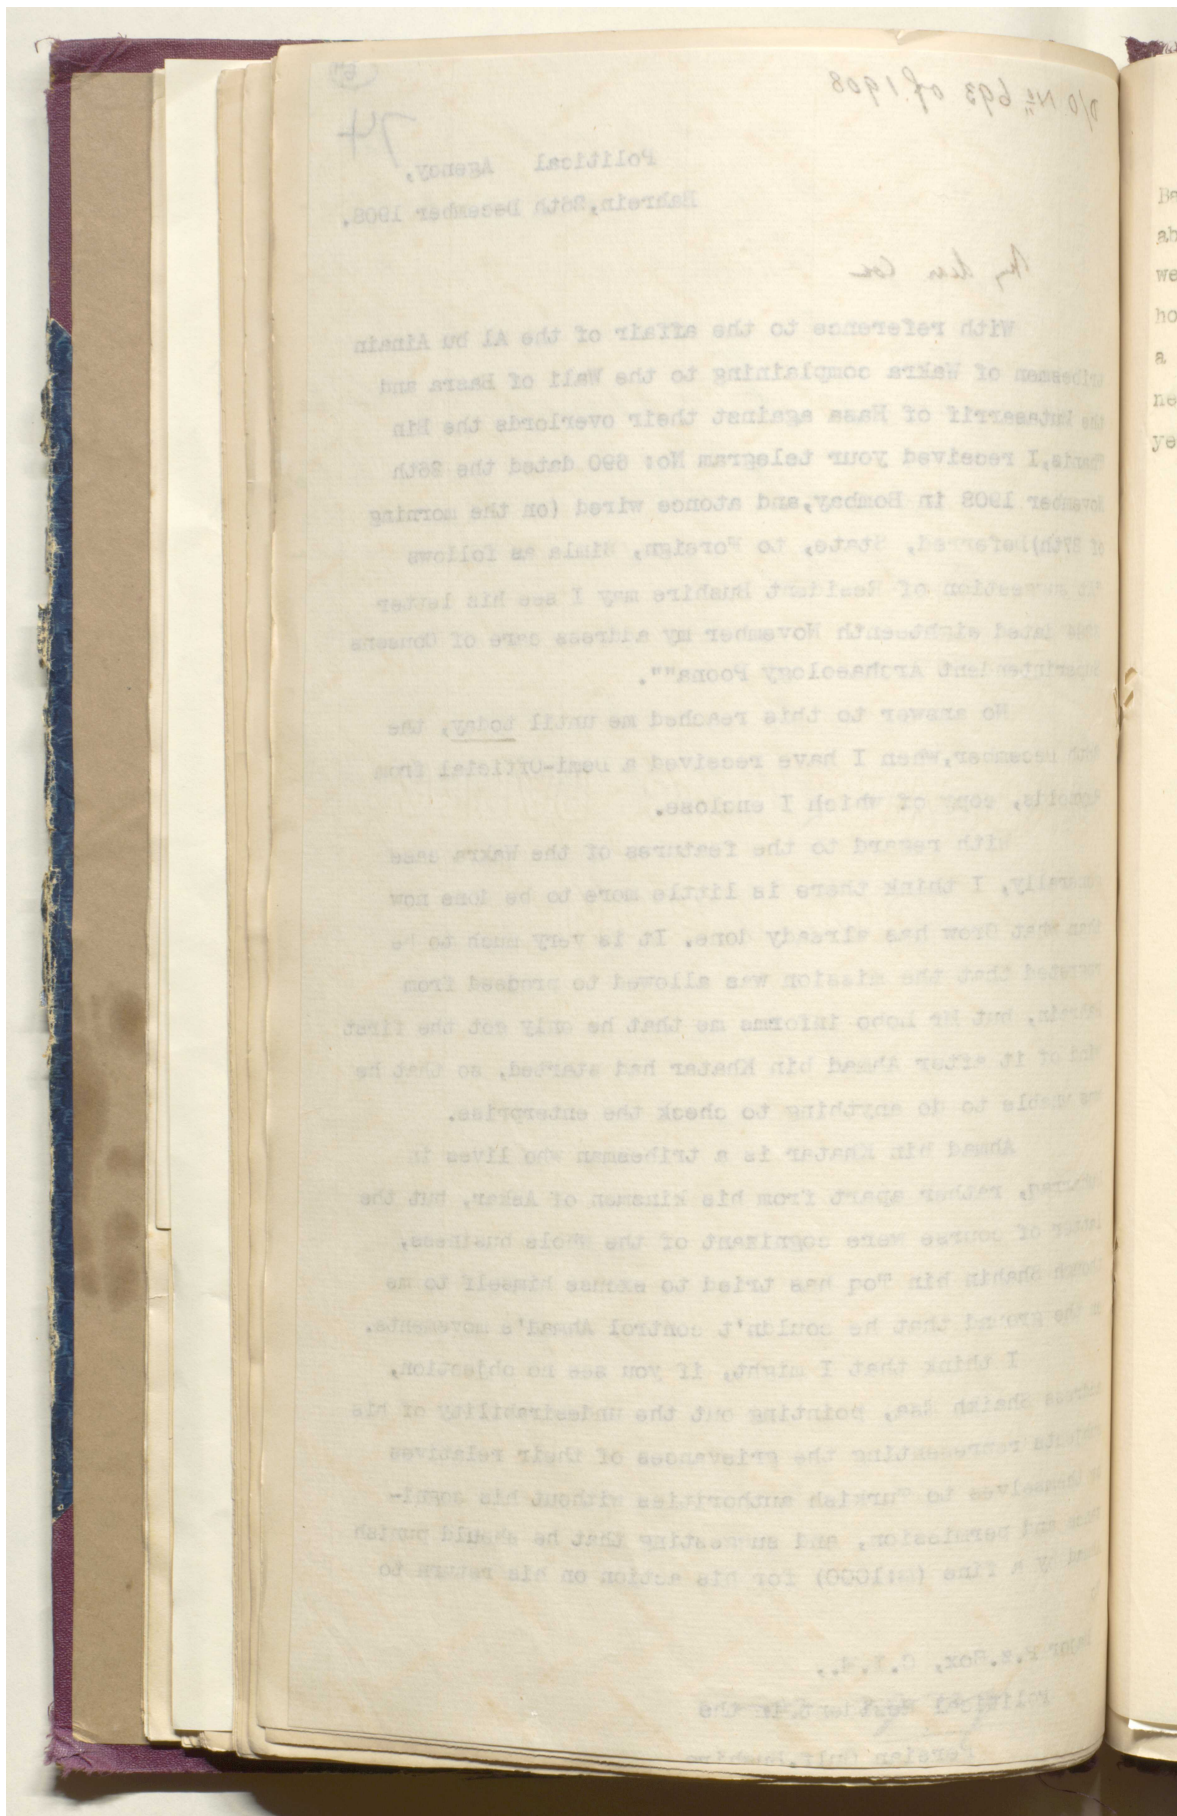 D/O No 693 of 1908
74
Political Agency,
Bahrein, 26th December 1908.
My dear Cox
With reference to the affair of the Al bu Ainain
tribesmen of Wakra complaining to the Wali of Basra and
the Mutasarrif of Hasa against their overlords the Bin
Thanis, I received your telegram No: 690 dated the 26th
November 1908 in Bombay, and atonce wired (on the morning
of 27th) Deferred, State, to Foreign, Simla as follows
suggestion of Resident Bushire may I see his letter
dated eighteenth November my address care of Cousens
Superintendent Archaeology Poona"".
No answer to this reached me until today, the
December, when I have received a Demi-Official from
copy of which I enclose.
With regard to the features of the Wakra case
generally, I think there is little more to be done now
than what Grow has already done. It is very much to be
regretted that the mission was allowed to proceed from
Bahrein, but Mr Lobo informs me that he only got the first
of it after Ahmad bin Khatar had started, so that he
was unable to do anything to check the enterprise.
Ahmad bin Khatar is a tribesman who lives in
Muharraq, rather apart from his kinsmen of Askar, but the
latter of course were cognizant of the whole business,
though Shahin bin Toq has tried to excuse himself to me
on the ground that he couldn't control Ahmad's movements.
I think that I might, if you see no objection,
address Shaikh Esa, pointing out the undesirability of his
subjects representing the grievances of their relatives
themselves to Turkish authorities without his cogni-
and permission, and suggesting that he should punish
Ahmad by a fine (Rs:1000) for his action on his return to
Major P.Z.Cox, C.I.E.,
Political Resident in the
Persian Gulf, Bushire
Be
ab
we
ho
a
ne
ye